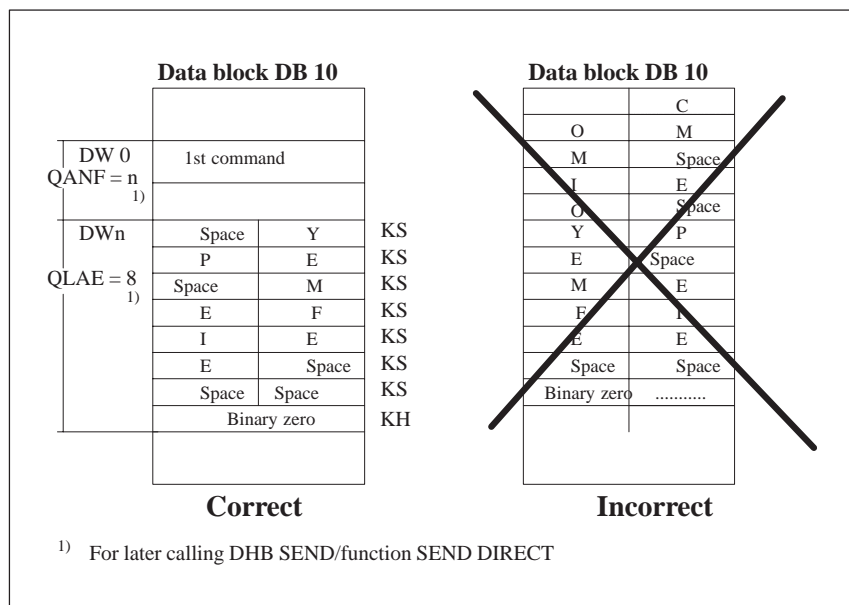 Data block DB 10 Data block DB 10
C
DW 0 1st command O M
QANF = n M Space
1) I E
O Space
DWn Space Y KS Y P
P E KS E Space
QLAE = 8 Space M KS M E
1) E F KS F I
I E KS E E
E Space KS Space Space
Space Space KS Binary zero ...........
Binary zero KH
Correct Incorrect
1) For later calling DHB SEND/function SEND DIRECT